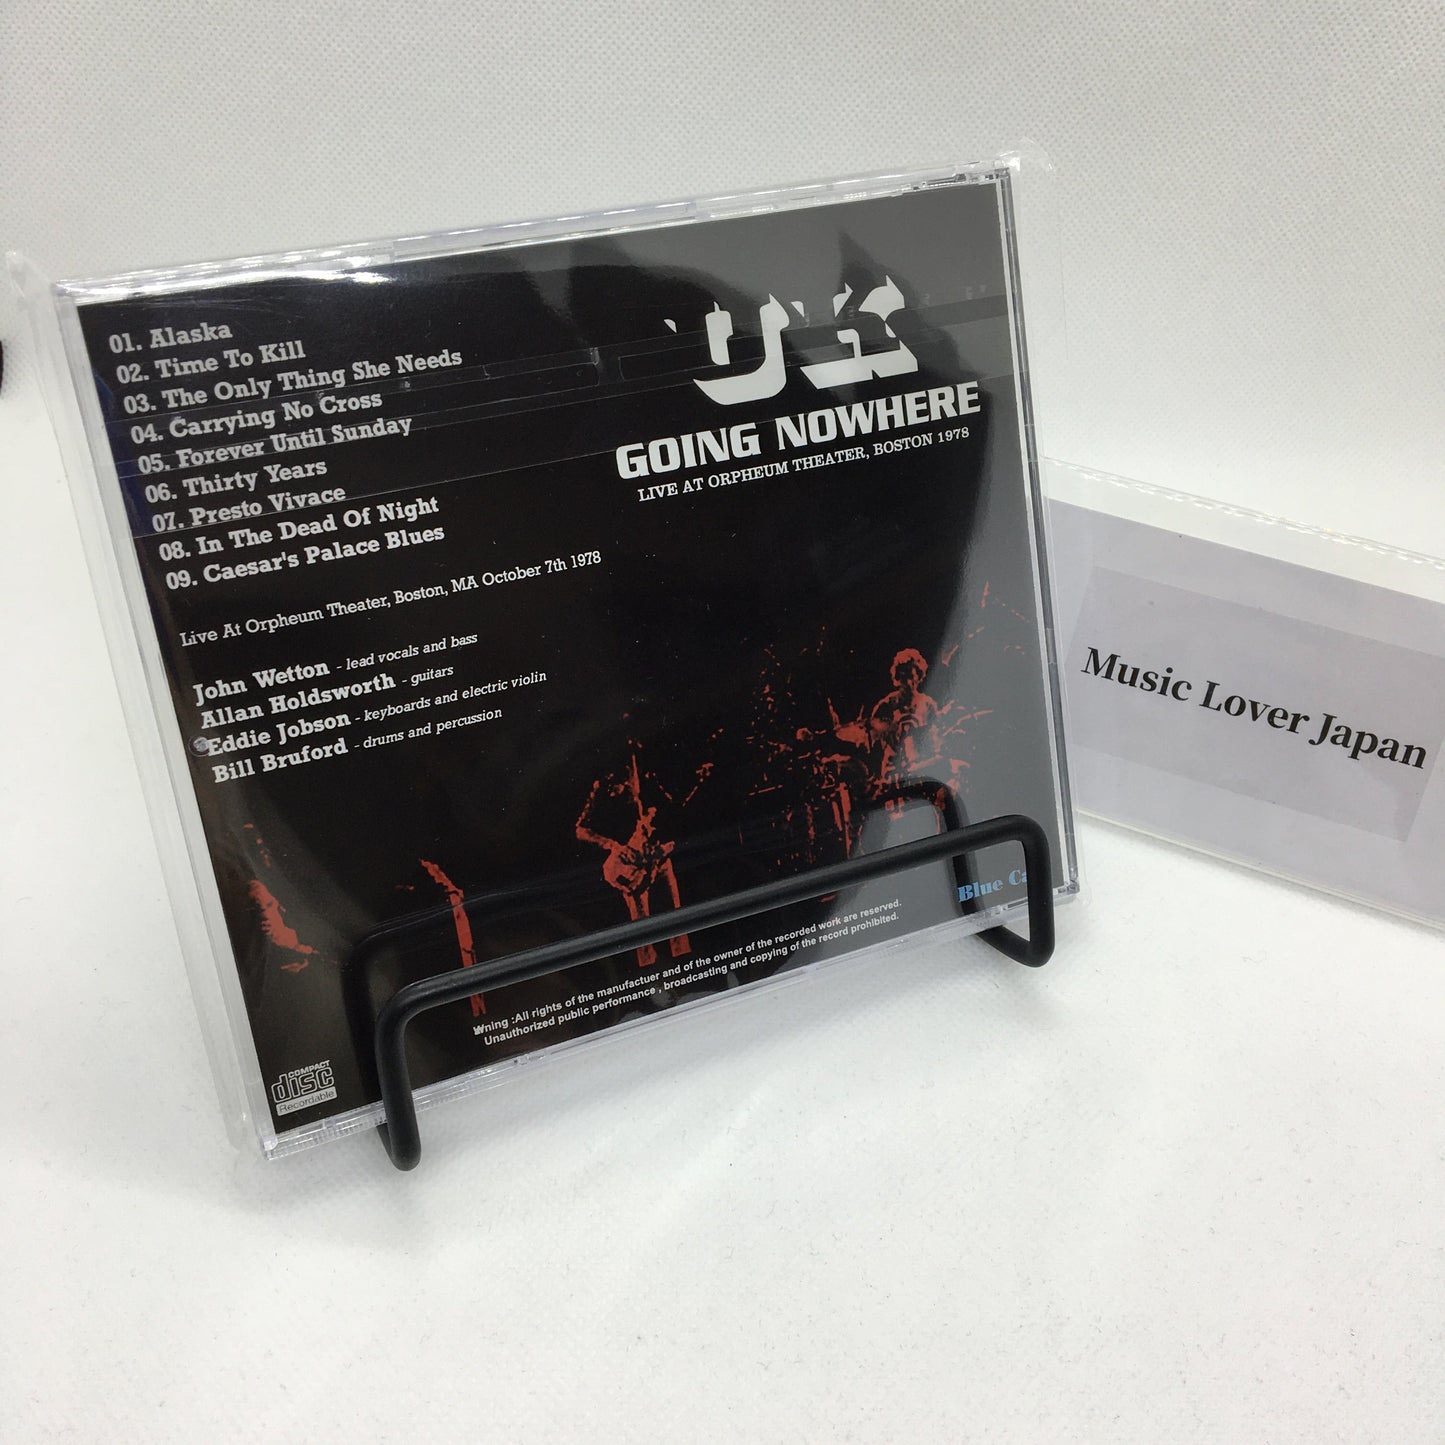 01. Alaska
02. Time To Kill
03. The Only Thing She Needs
04. Carrying No Cross
05. Forever Until Sunday
06. Thirty Years
07. Presto Vivace
08. In The Dead Of Night
09. Caesar's Palace Blues
Live At Orpheum Theater, Boston, MA October 7th 1978
John Wetton - lead vocals and bass
Allan Holdsworth - guitars
Eddie Jobson - keyboards and electric violin
Bill Bruford - drums and percussion
UK
GOING NOWHERE
LIVE AT ORPHEUM THEATER, BOSTON 1978
Blue
:All rights of the manufactuer and of the owner of the recorded work are reserved.
Unauthorized public performance , broadcasting and copying of the record prohibited.
COMPACT
disc
Recordable
Music Lover Japan